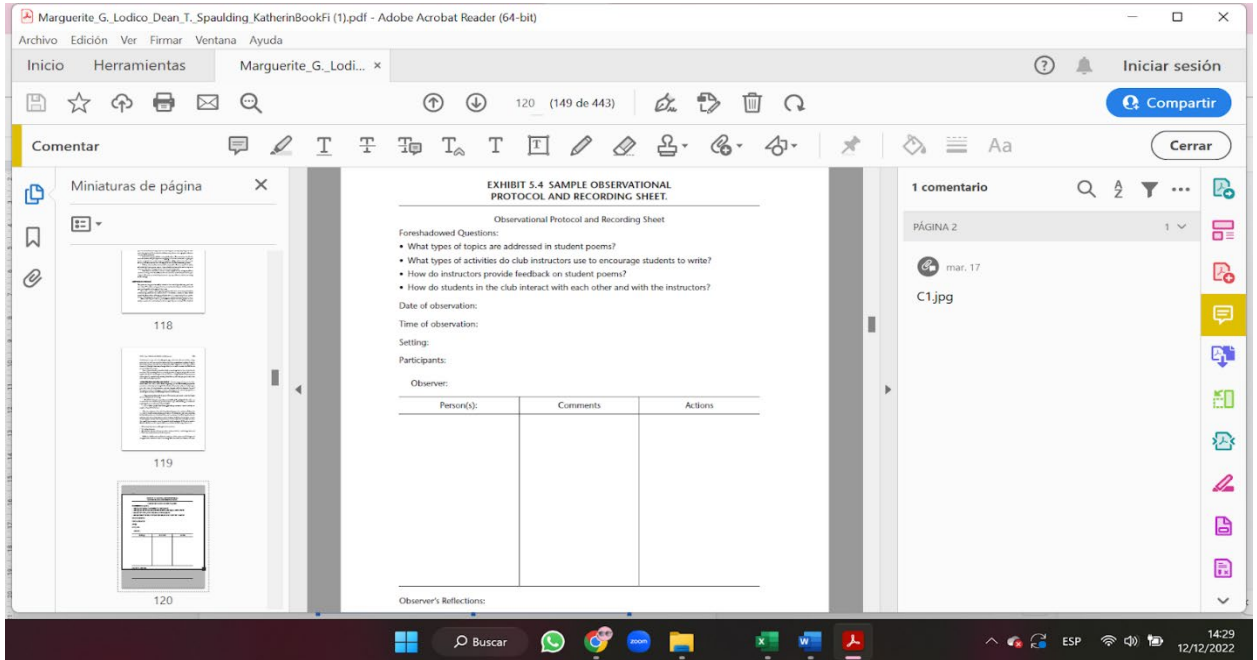 Marguerite_G._Lodico_Dean_T._Spaulding_KatherinBookFi (1).pdf - Adobe Acrobat Reader (64-bit)
Archivo Edición Ver Firmar Ventana Ayuda
Inicio Herramientas Marguerite_G._Lodi... × Iniciar sesión
120 (149 de 443) Compartir
Comentar Aa Cerrar
Miniaturas de página
118
119
120
EXHIBIT 5.4 SAMPLE OBSERVATIONAL
PROTOCOL AND RECORDING SHEET.
Observational Protocol and Recording Sheet
Foreshadowed Questions:
• What types of topics are addressed in student poems?
• What types of activities do club instructors use to encourage students to write?
• How do instructors provide feedback on student poems?
• How do students in the club interact with each other and with the instructors?
Date of observation:
Time of observation:
Setting:
Participants:
Observer:
Person(s): Comments Actions
Observer's Reflections:
1 comentario
PÁGINA 2 1
mar. 17
C1.jpg
Buscar zoom ESP 14:29
12/12/2022